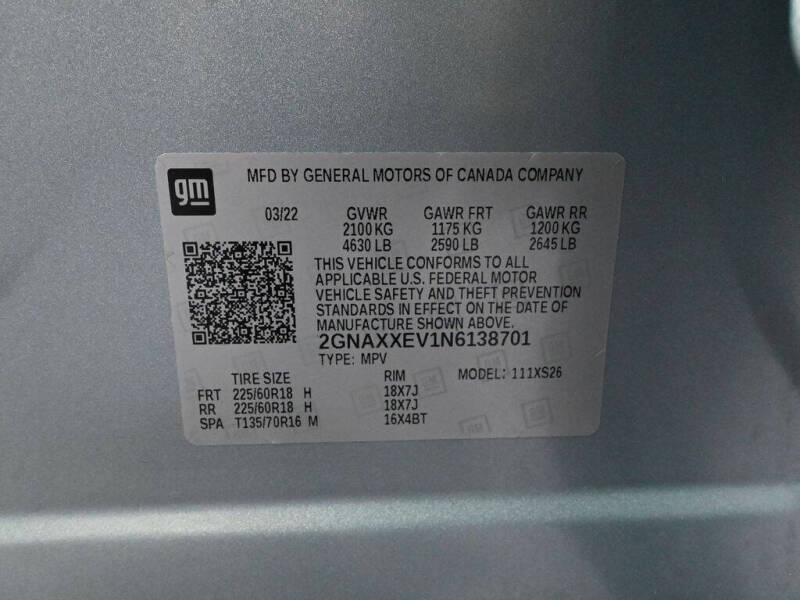 gm
MFD BY GENERAL MOTORS OF CANADA COMPANY
03/22 GVWR GAWR FRT GAWR RR
2100 KG 1175 KG 1200 KG
4630 LB 2590 LB 2645 LB
THIS VEHICLE CONFORMS TO ALL
APPLICABLE U.S. FEDERAL MOTOR
VEHICLE SAFETY AND THEFT PREVENTION
STANDARDS IN EFFECT ON THE DATE OF
MANUFACTURE SHOWN ABOVE.
2GNAXXEV1N6138701
TYPE: MPV
TIRE SIZE RIM MODEL: 111XS26
FRT 225/60R18 H 18X7J
RR 225/60R18 H 18X7J
SPA T135/70R16 M 16X4BT